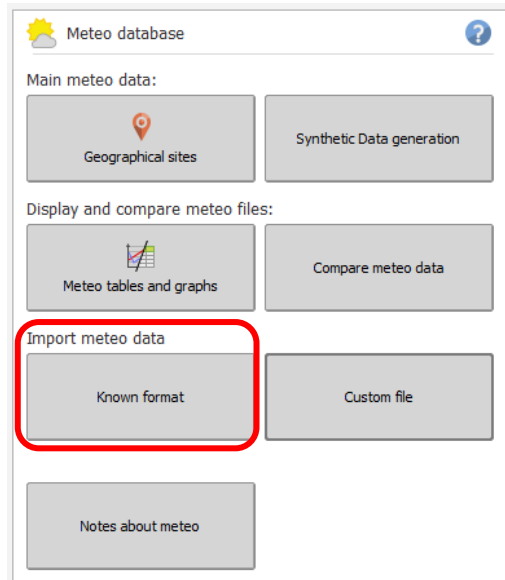 Meteo database
?
Main meteo data:
Geographical sites
Synthetic Data generation
Display and compare meteo files:
Meteo tables and graphs
Compare meteo data
Import meteo data
Known format
Custom file
Notes about meteo